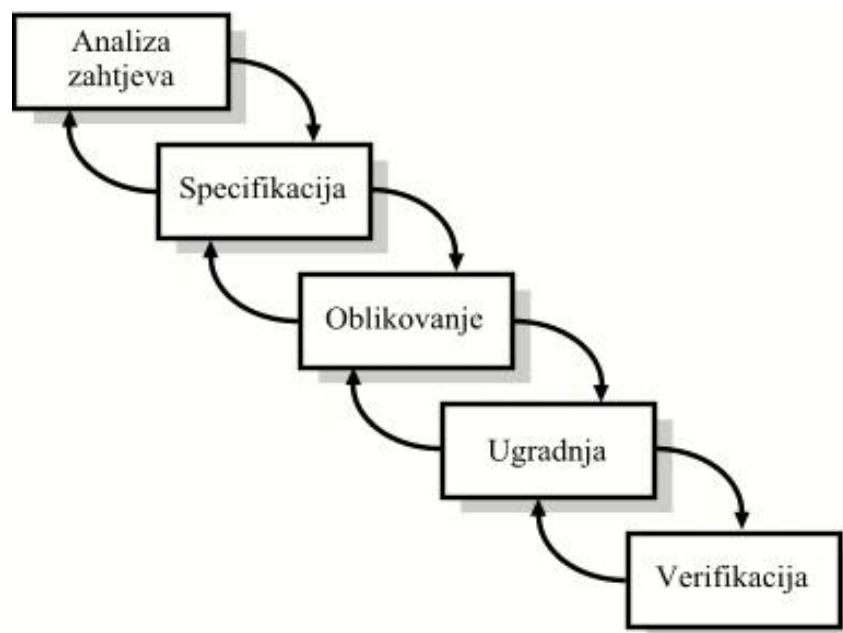 Analiza
zahtjeva
Specifikacija
Oblikovanje
Ugradnja
Verifikacija